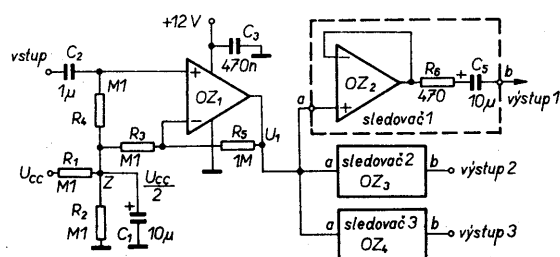 +12 V
C3
470n
vstup
C2
1µ
M1
R4
+
−
OZ1
R3
M1
R5
1M
U1
UCC
R1
M1
Z
UCC/2
R2
M1
+
C1
10µ
−
+
OZ2
R6
470
+
C5
10µ
b
výstup 1
a
sledovač 1
a
sledovač 2
OZ3
b
výstup 2
a
sledovač 3
OZ4
b
výstup 3